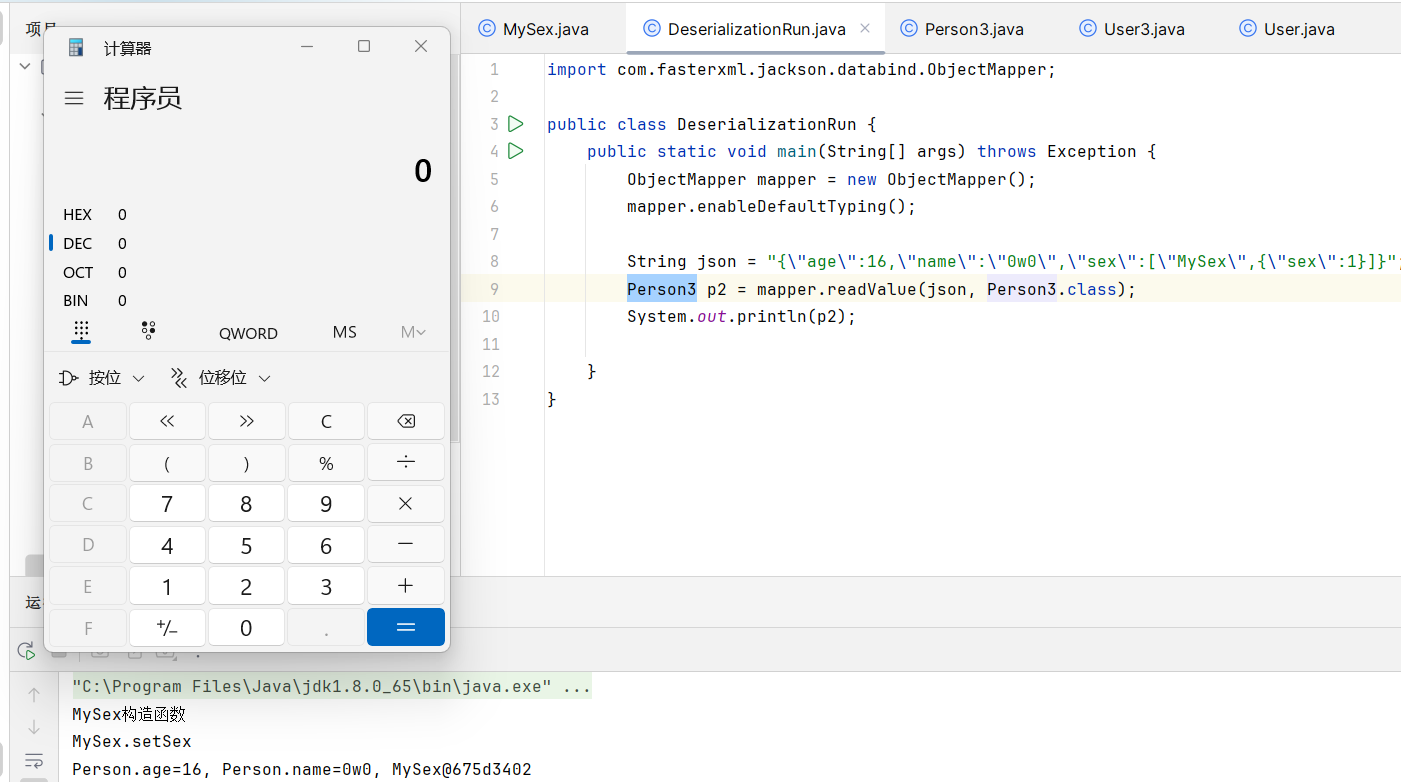 项目
计算器
程序员
0
HEX 0
DEC 0
OCT 0
BIN 0
QWORD MS M
按位 位移位
A << >> C
B ( ) % ÷
C 7 8 9 ×
D 4 5 6 −
E 1 2 3 +
F +/− 0 . =
MySex.java DeserializationRun.java × Person3.java User3.java User.java
1 import com.fasterxml.jackson.databind.ObjectMapper;
2
3 public class DeserializationRun {
4 public static void main(String[] args) throws Exception {
5 ObjectMapper mapper = new ObjectMapper();
6 mapper.enableDefaultTyping();
7
8 String json = "{\"age\":16,\"name\":\"0w0\",\"sex\":[\"MySex\",{\"sex\":1}]}";
9 Person3 p2 = mapper.readValue(json, Person3.class);
10 System.out.println(p2);
11
12 }
13 }
运
"C:\Program Files\Java\jdk1.8.0_65\bin\java.exe" ...
MySex构造函数
MySex.setSex
Person.age=16, Person.name=0w0, MySex@675d3402